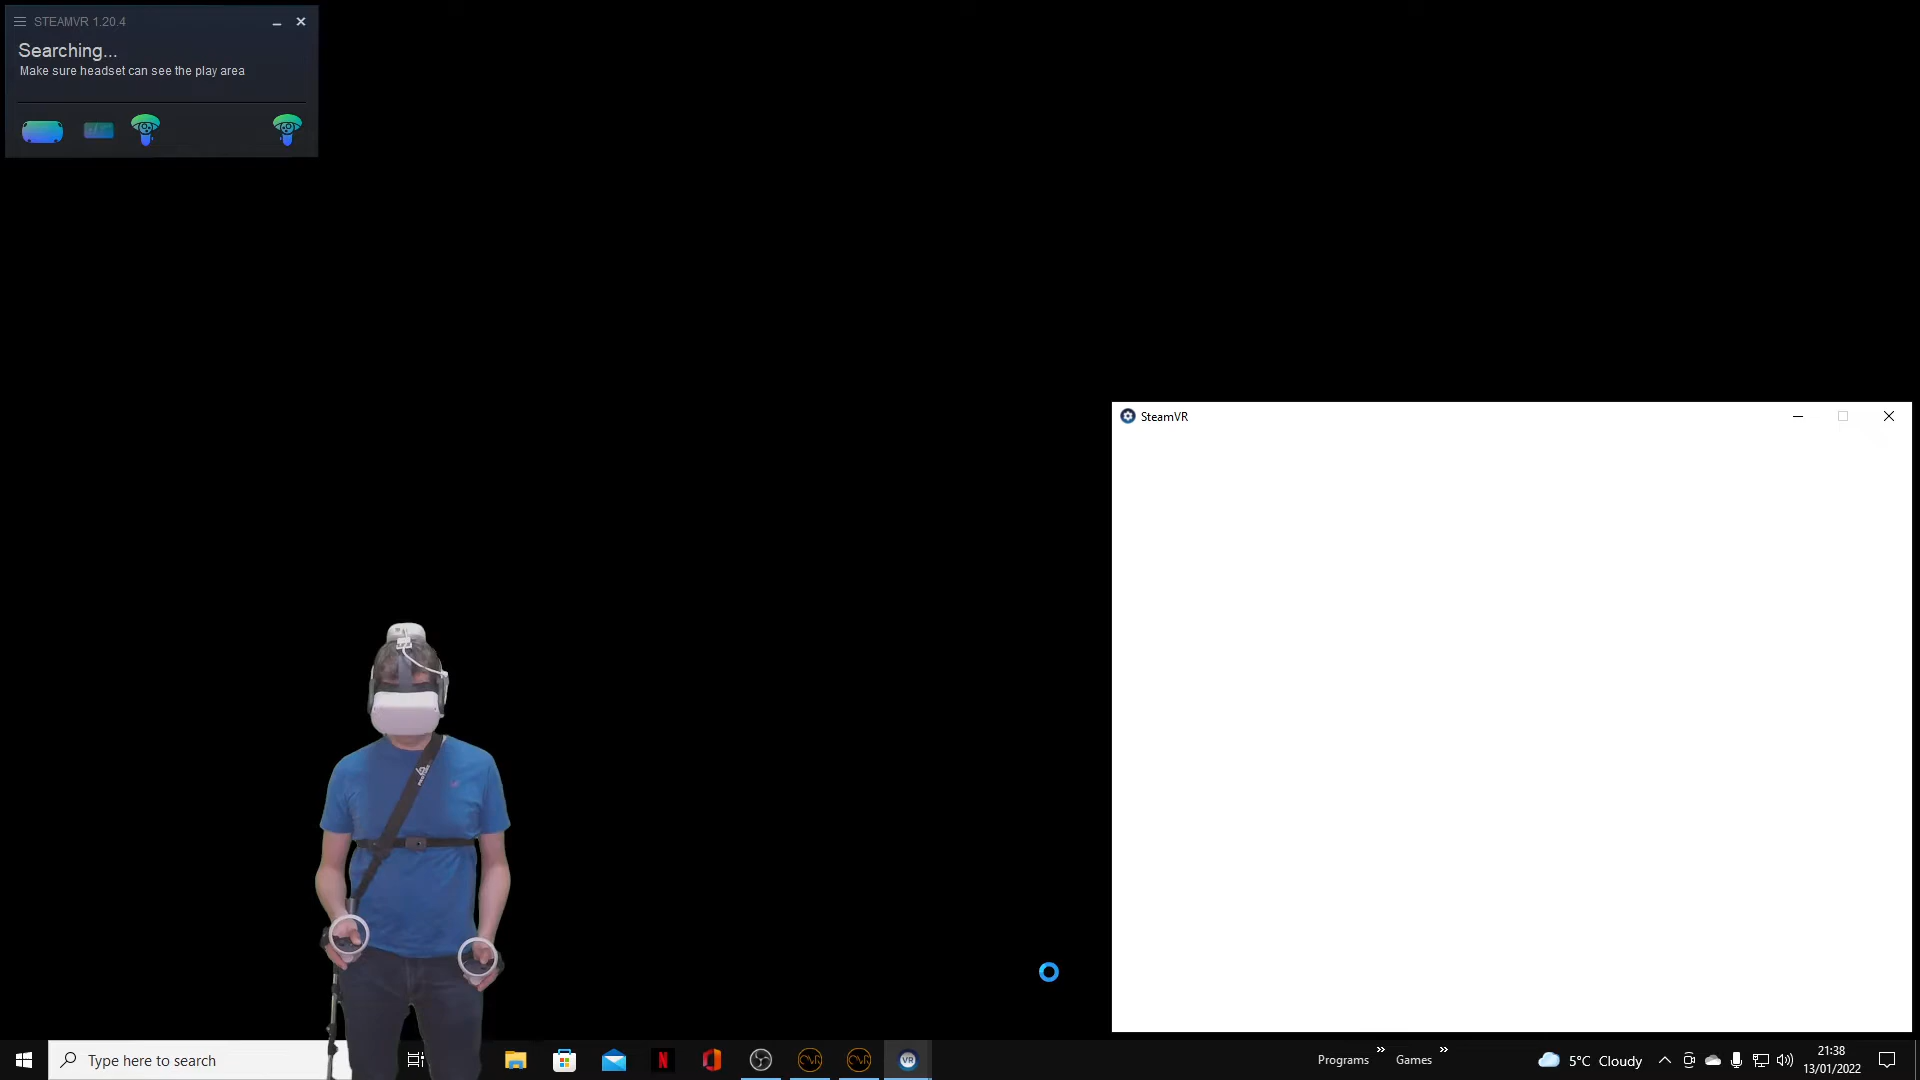 STEAMVR 1.20.4
Searching...
Make sure headset can see the play area
SteamVR
Type here to search
N
VR
Programs
Games
5°C Cloudy
21:38
13/01/2022